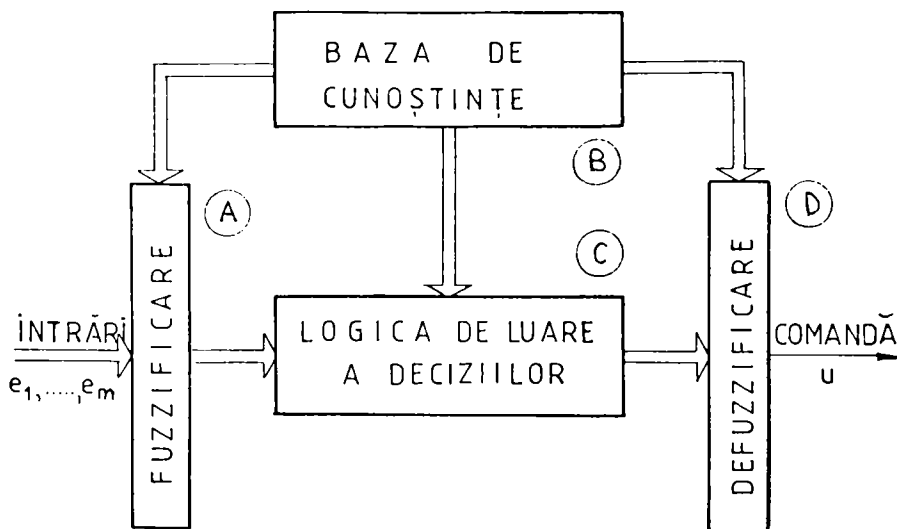 BAZA DE
CUNOȘTINȚE
B
A
D
C
FUZZIFICARE
INTRĂRI
e1,.....,em
LOGICA DE LUARE
A DECIZIILOR
DEFUZZIFICARE
COMANDĂ
u